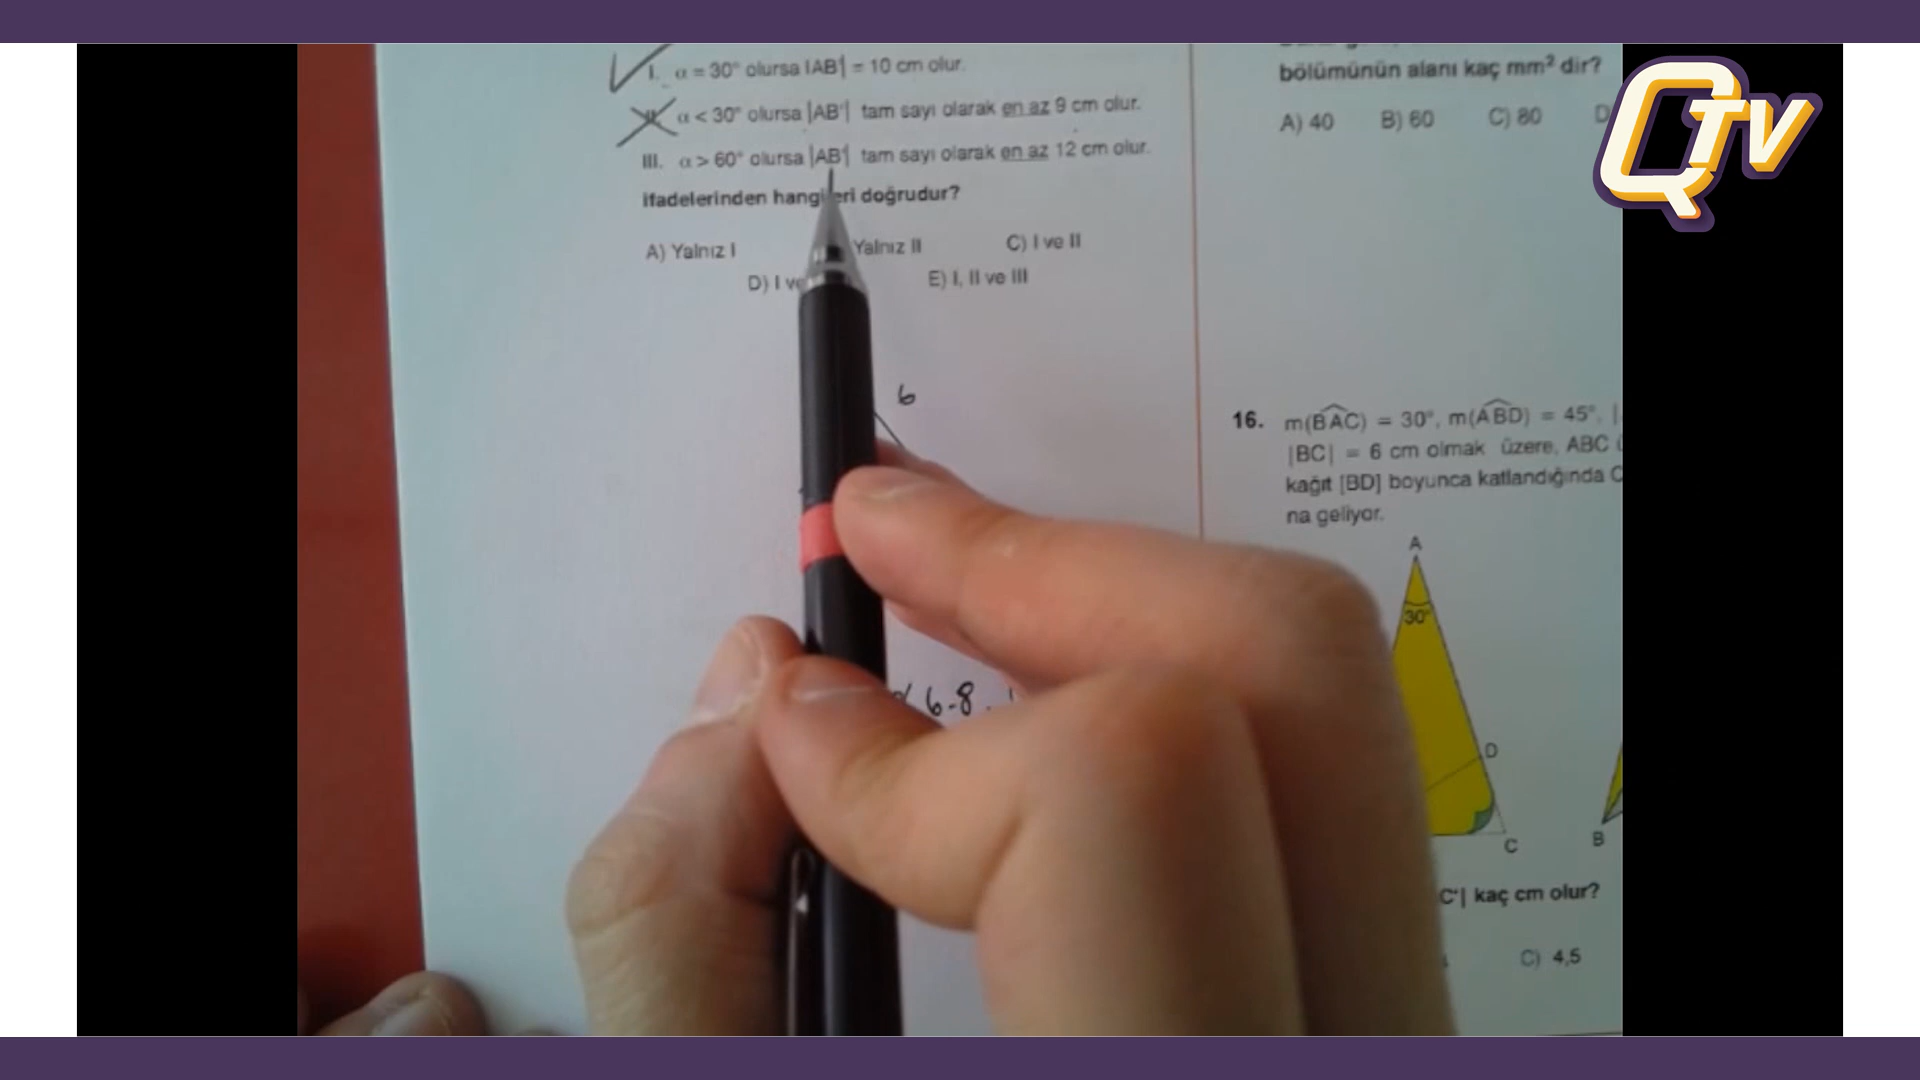 I. α = 30° olursa |AB'| = 10 cm olur.
α < 30° olursa |AB'| tam sayı olarak en az 9 cm olur.
III. α > 60° olursa |AB'| tam sayı olarak en az 12 cm olur.
ifadelerinden hangileri doğrudur?
A) Yalnız I
Yalnız II
C) I ve II
D) I ve
E) I, II ve III
6
6-8
bölümünün alanı kaç mm² dir?
A) 40 B) 60 C) 80 D
16. m(BAC) = 30°, m(ABD) = 45°,
|BC| = 6 cm olmak üzere, ABC
kağıt [BD] boyunca katlandığında C
na geliyor.
A
30°
D
C
B
C'| kaç cm olur?
C) 4,5
QTV